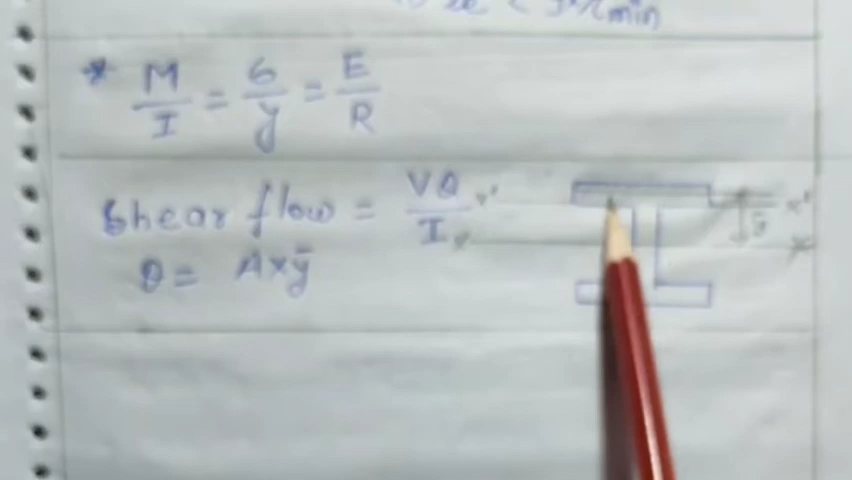 * M/I = σ/y = E/R
Shear flow = VQ/I
Q = A×ȳ
x' x'
ȳ
x x